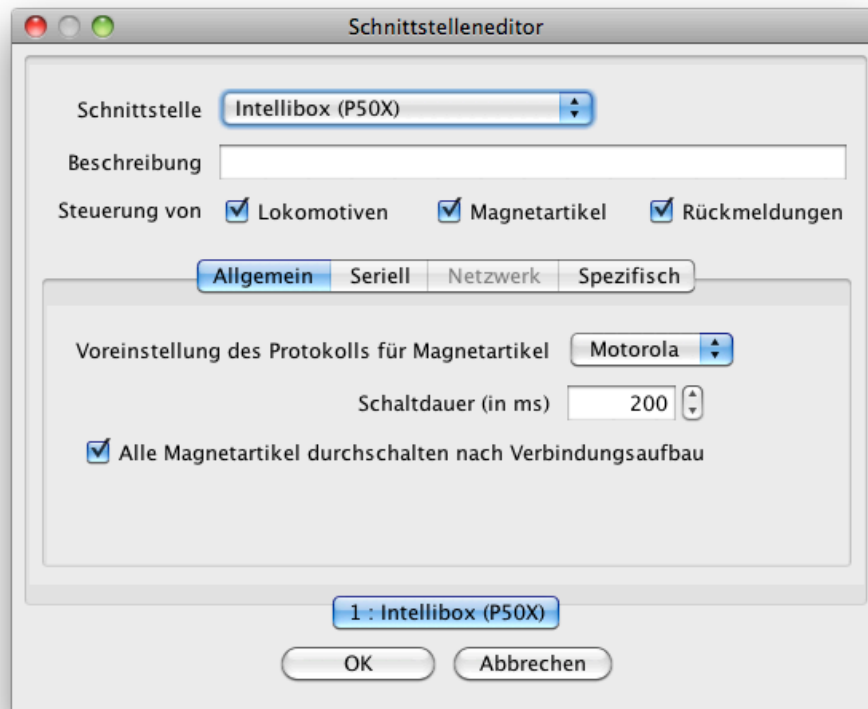 Schnittstelleneditor
Schnittstelle Intellibox (P50X)
Beschreibung
Steuerung von Lokomotiven Magnetartikel Rückmeldungen
Allgemein Seriell Netzwerk Spezifisch
Voreinstellung des Protokolls für Magnetartikel Motorola
Schaltdauer (in ms) 200
Alle Magnetartikel durchschalten nach Verbindungsaufbau
1 : Intellibox (P50X)
OK Abbrechen